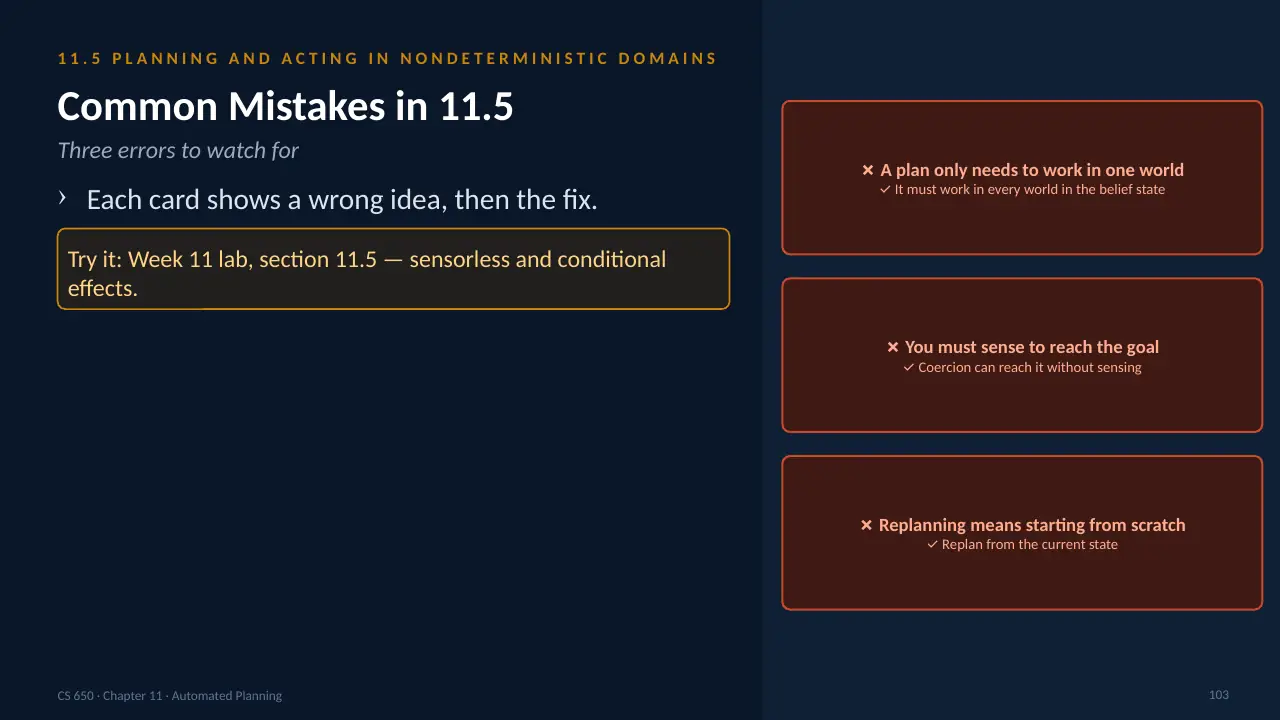 11.5 PLANNING AND ACTING IN NONDETERMINISTIC DOMAINS
Common Mistakes in 11.5
Three errors to watch for
› Each card shows a wrong idea, then the fix.
Try it: Week 11 lab, section 11.5 — sensorless and conditional
effects.
× A plan only needs to work in one world
✓ It must work in every world in the belief state
× You must sense to reach the goal
✓ Coercion can reach it without sensing
× Replanning means starting from scratch
✓ Replan from the current state
CS 650 · Chapter 11 · Automated Planning
103